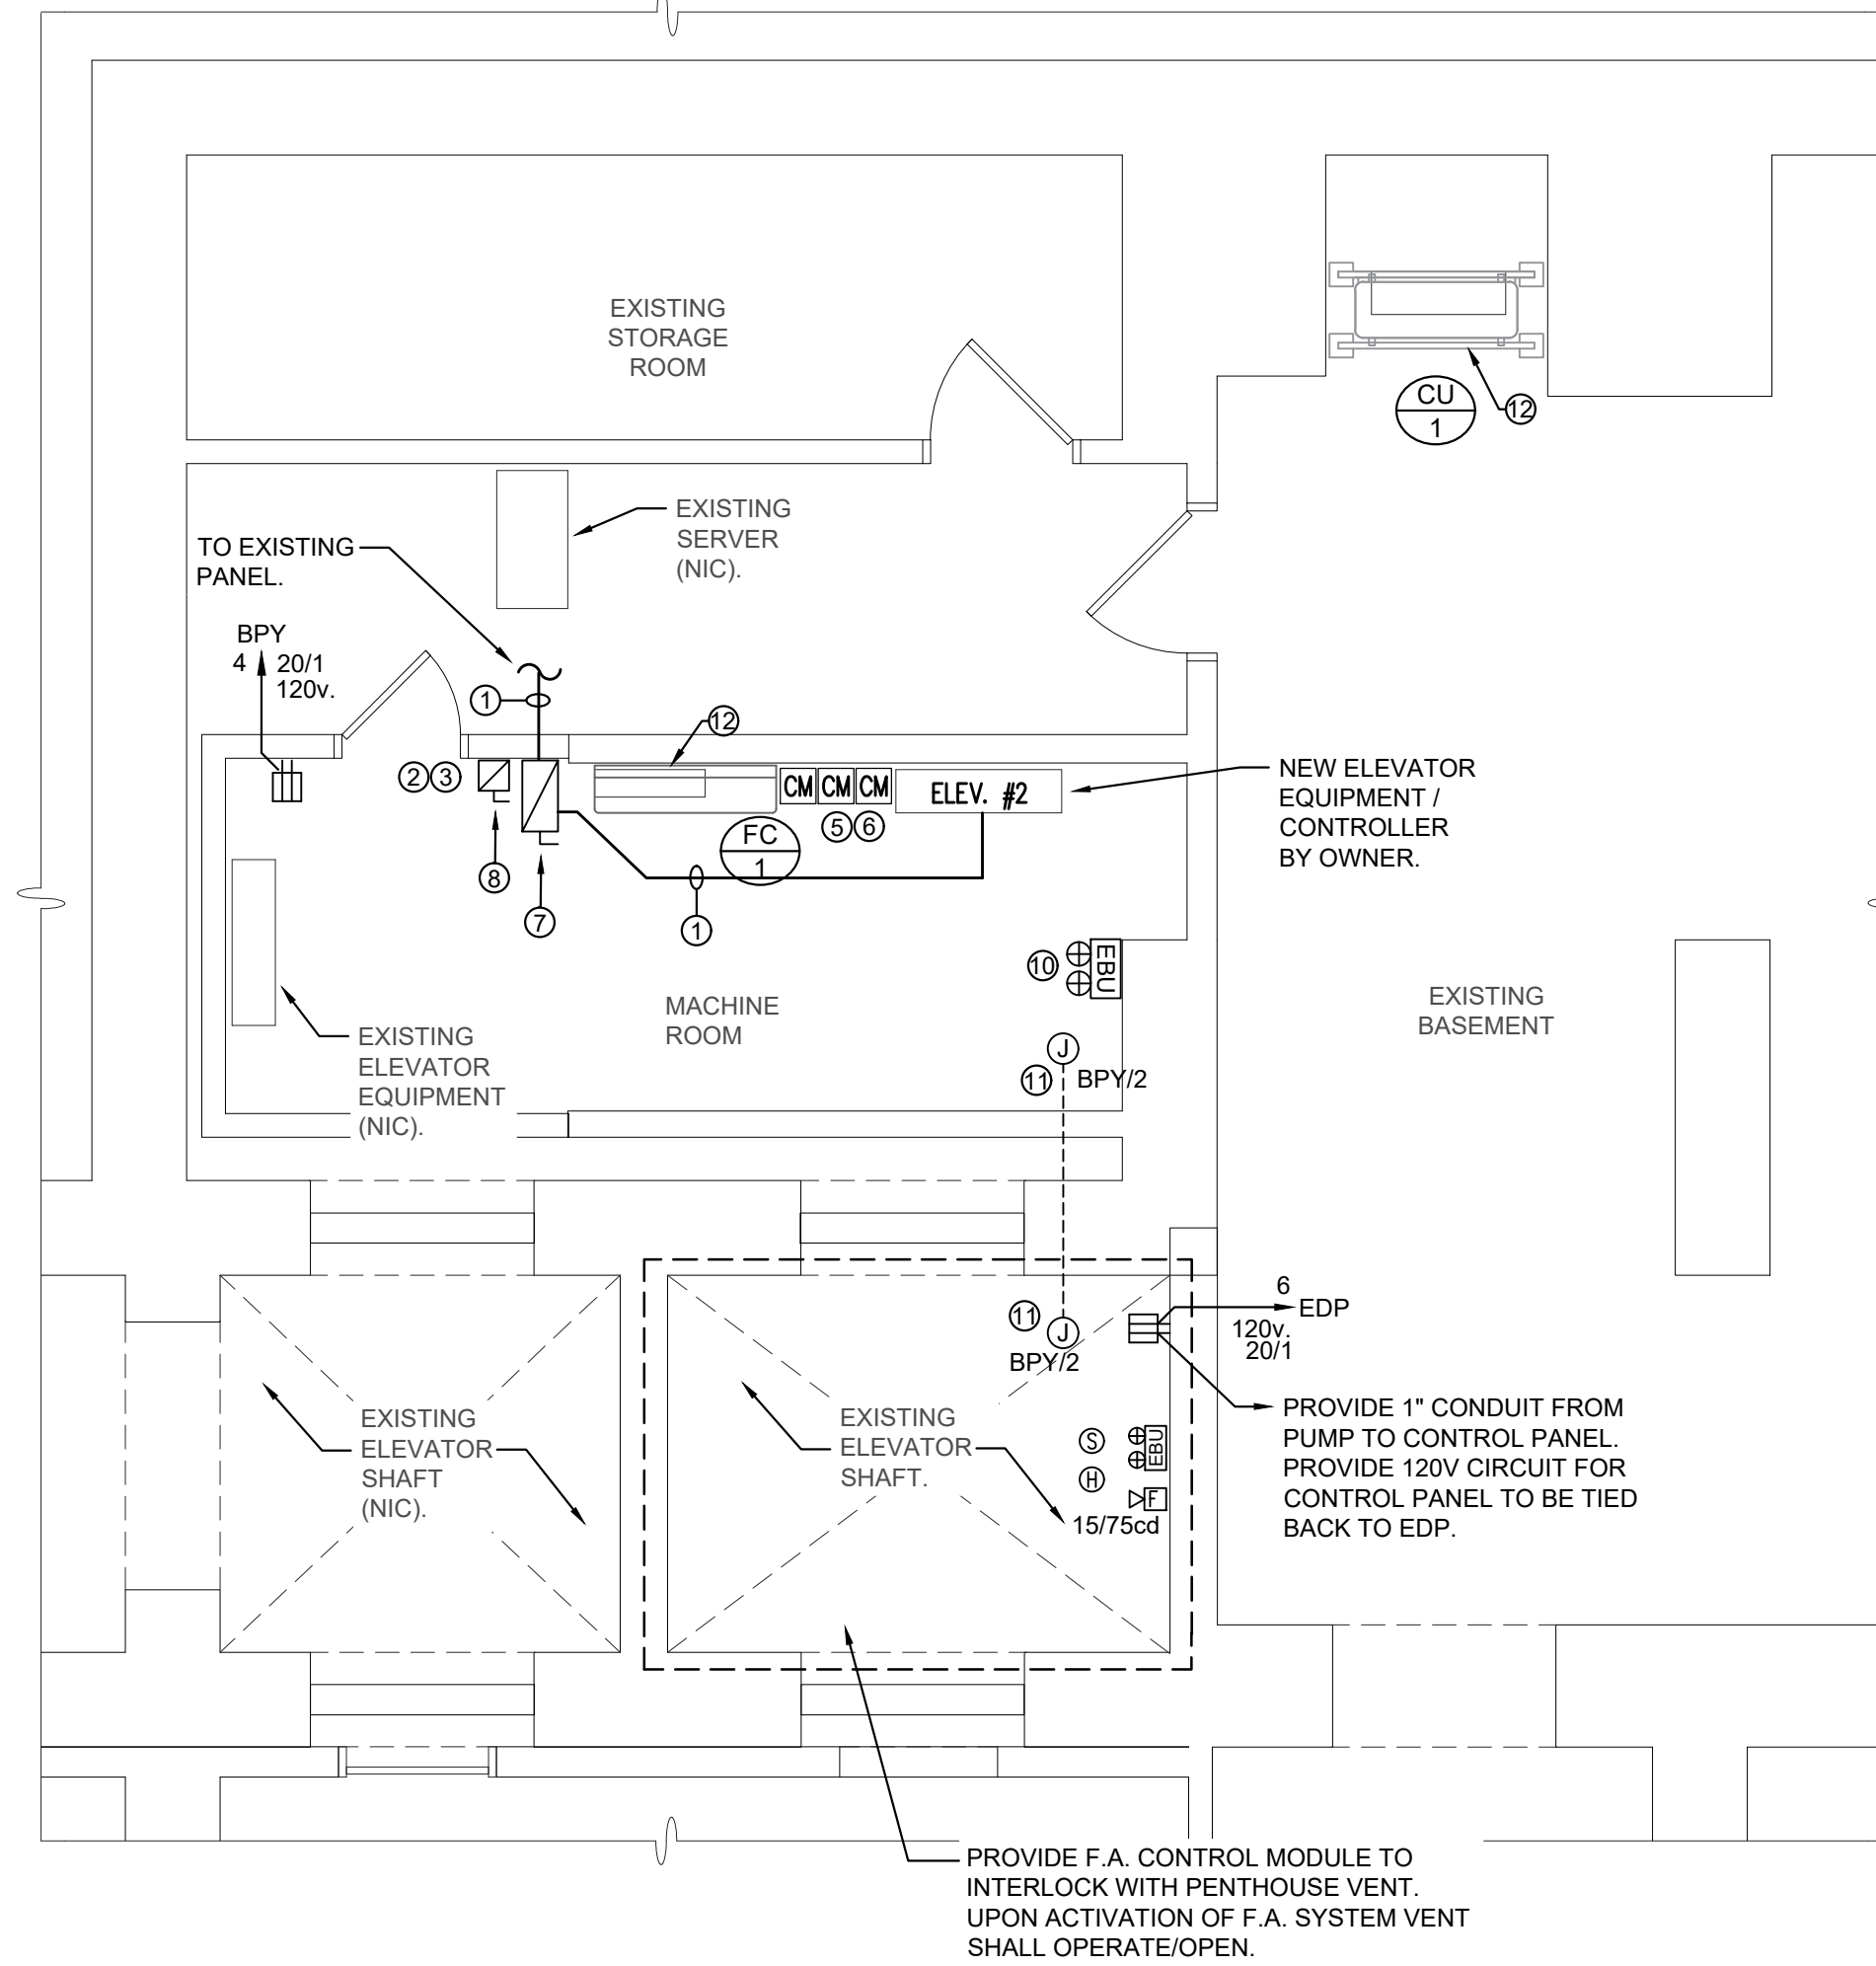 EXISTING
STORAGE
ROOM
CU
1
12
EXISTING
SERVER
(NIC).
TO EXISTING
PANEL.
BPY
4
20/1
120v.
1
12
2
3
CM
CM
CM
ELEV. #2
5
6
FC
1
8
7
1
NEW ELEVATOR
EQUIPMENT /
CONTROLLER
BY OWNER.
10
EBU
MACHINE
ROOM
EXISTING
BASEMENT
EXISTING
ELEVATOR
EQUIPMENT
(NIC).
J
11
BPY/2
11
J
BPY/2
6
EDP
120v.
20/1
EXISTING
ELEVATOR
SHAFT
(NIC).
EXISTING
ELEVATOR
SHAFT.
S
EBU
H
F
15/75cd
PROVIDE 1" CONDUIT FROM
PUMP TO CONTROL PANEL.
PROVIDE 120V CIRCUIT FOR
CONTROL PANEL TO BE TIED
BACK TO EDP.
PROVIDE F.A. CONTROL MODULE TO
INTERLOCK WITH PENTHOUSE VENT.
UPON ACTIVATION OF F.A. SYSTEM VENT
SHALL OPERATE/OPEN.